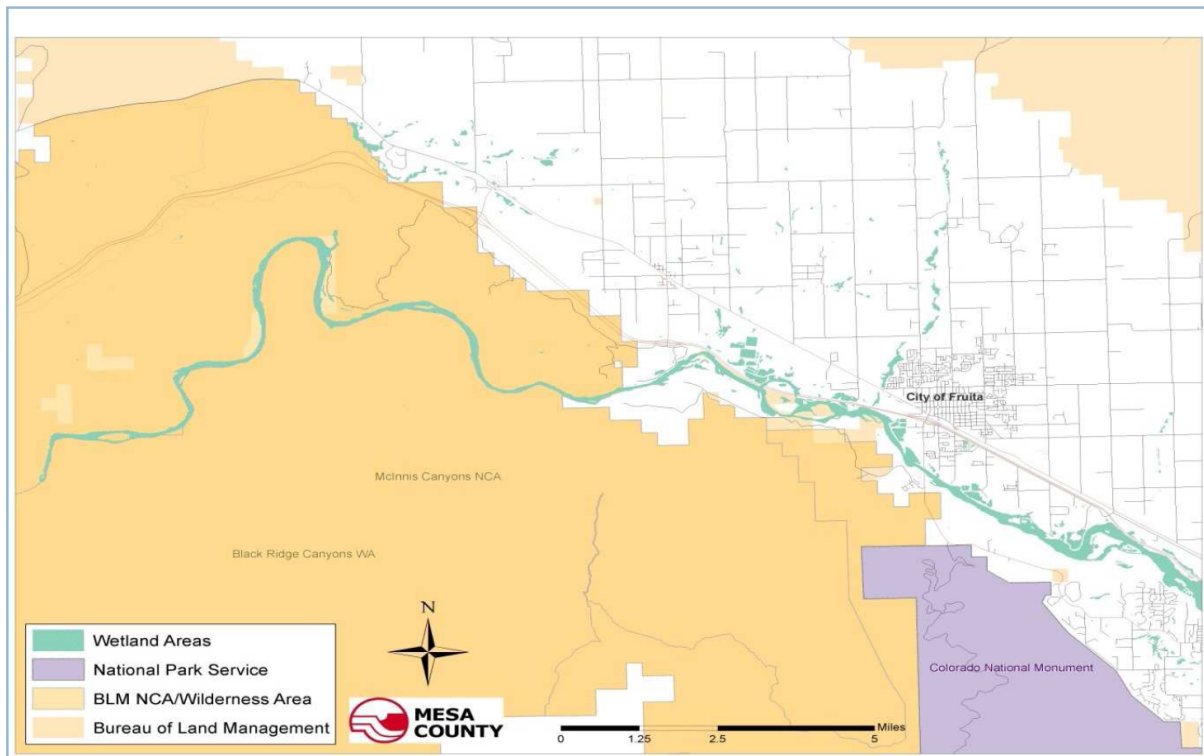 City of Fruita
McInnis Canyons NCA
Black Ridge Canyons WA
Colorado National Monument
Wetland Areas
National Park Service
BLM NCA/Wilderness Area
Bureau of Land Management
N
MESA
COUNTY
Miles
0 1.25 2.5 5